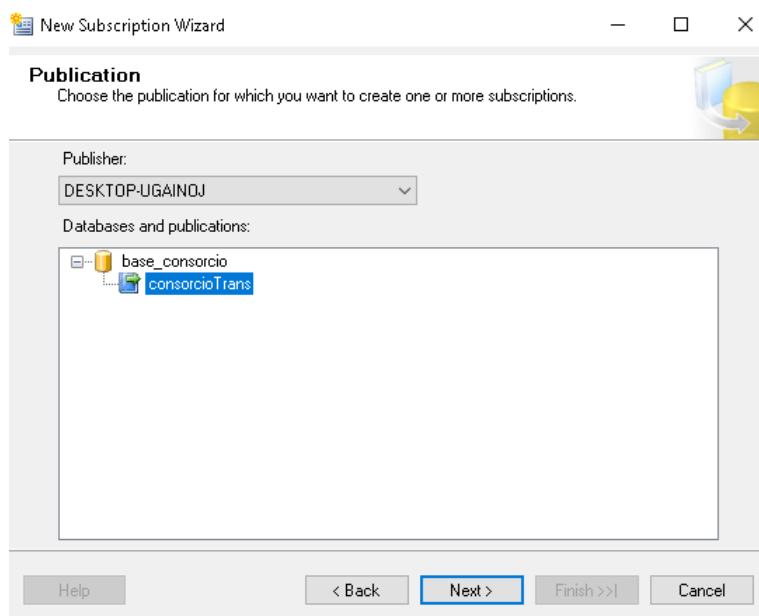 New Subscription Wizard
Publication
Choose the publication for which you want to create one or more subscriptions.
Publisher:
DESKTOP-UGAINOJ
Databases and publications:
base_consorcio
consorcioTrans
Help
< Back
Next >
Finish >>|
Cancel